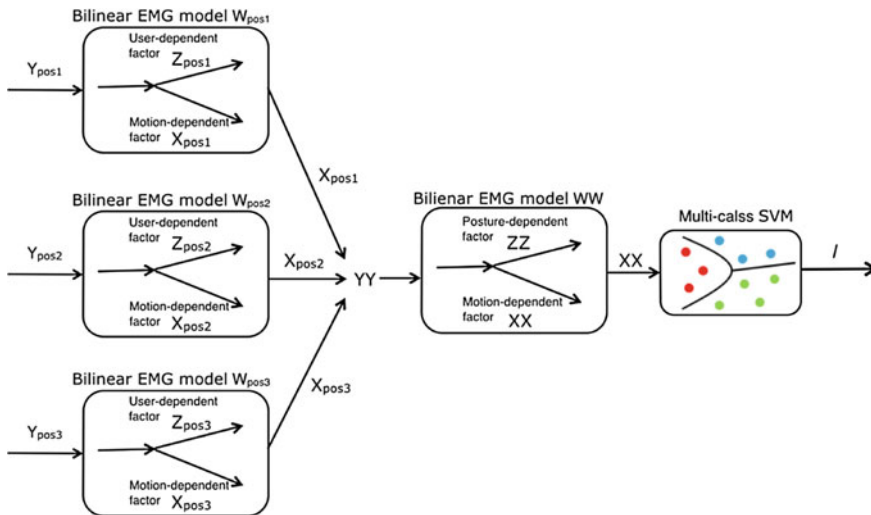 Bilinear EMG model Wpos1
Ypos1
User-dependent
factor
Zpos1
Motion-dependent
factor Xpos1
Xpos1
Bilinear EMG model Wpos2
Ypos2
User-dependent
factor
Zpos2
Motion-dependent
factor Xpos2
Xpos2
Bilinear EMG model Wpos3
Ypos3
User-dependent
factor
Zpos3
Motion-dependent
factor Xpos3
Xpos3
YY
Bilienar EMG model WW
Posture-dependent
factor ZZ
Motion-dependent
factor XX
XX
Multi-calss SVM
l